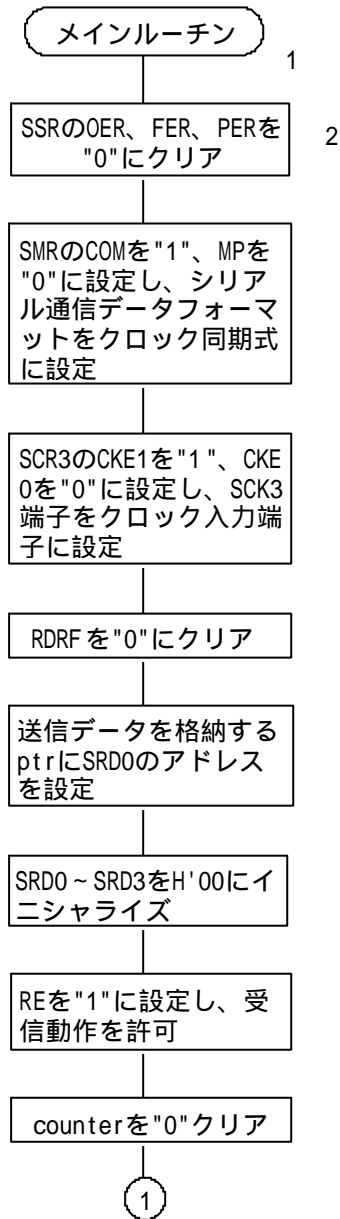 メインルーチン
1
SSRのOER、FER、PERを
"0"にクリア
2
SMRのCOMを"1"、MPを
"0"に設定し、シリア
ル通信データフォーマ
ットをクロック同期式
に設定
SCR3のCKE1を"1"、CKE
0を"0"に設定し、SCK3
端子をクロック入力端
子に設定
RDRFを"0"にクリア
送信データを格納する
ptrにSRD0のアドレス
を設定
SRD0~SRD3をH'00にイ
ニシャライズ
REを"1"に設定し、受
信動作を許可
counterを"0"クリア
1